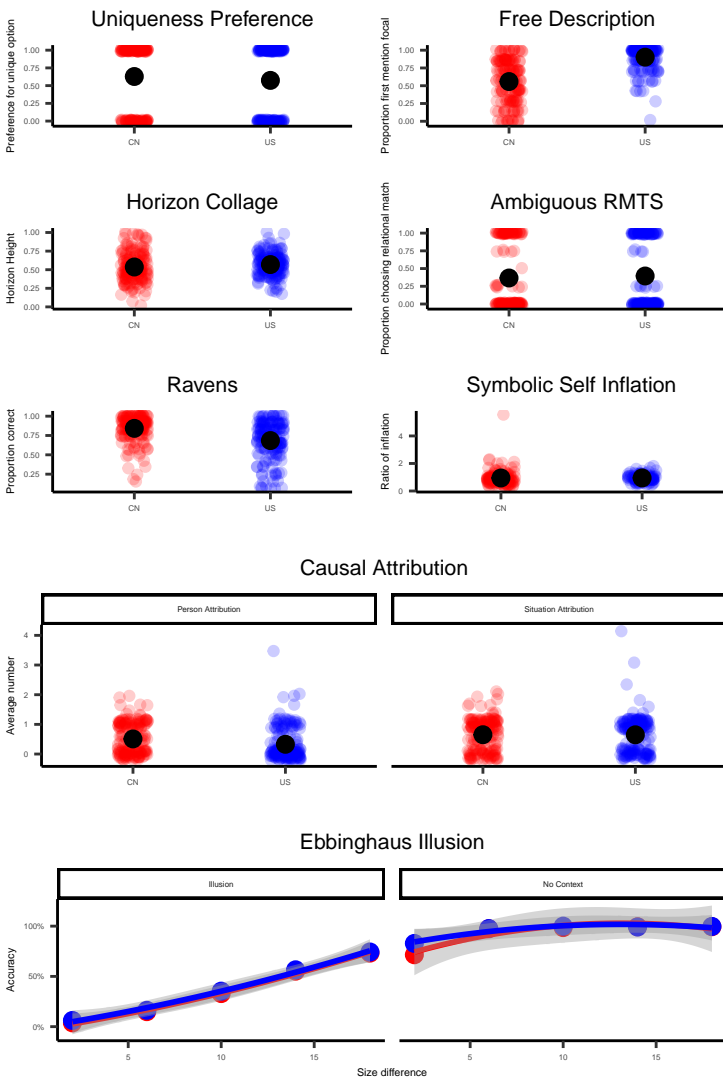 Uniqueness Preference
Preference for unique option
1.00
0.75
0.50
0.25
0.00
CN
US
Free Description
Proportion first mention focal
1.00
0.75
0.50
0.25
0.00
CN
US
Horizon Collage
Horizon Height
1.00
0.75
0.50
0.25
0.00
CN
US
Ambiguous RMTS
Proportion choosing relational match
1.00
0.75
0.50
0.25
0.00
CN
US
Ravens
Proportion correct
1.00
0.75
0.50
0.25
CN
US
Symbolic Self Inflation
Ratio of inflation
4
2
0
CN
US
Causal Attribution
Person Attribution
Situation Attribution
Average number
4
3
2
1
0
CN
US
CN
US
Ebbinghaus Illusion
Illusion
No Context
Accuracy
100%
50%
0%
5
10
15
5
10
15
Size difference